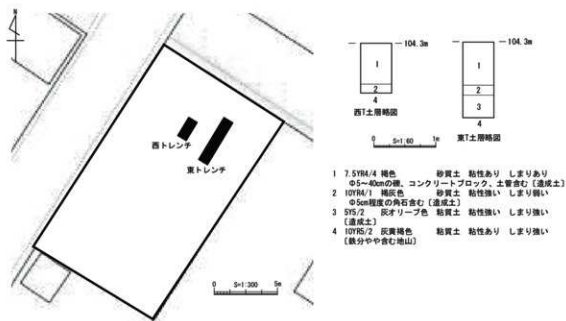 N
西トレンチ
東トレンチ
0 S=1:300 5m
104.3m
1
2
4
西T土層略図
104.3m
1
2
3
4
東T土層略図
0 S=1:60 1m
1 7.5YR4/4 褐色 砂質土 粘性あり しまりあり
Φ5~40cmの礫、コンクリートブロック、土管含む [造成土]
2 10YR4/1 褐灰色 粘質土 粘性強い しまり弱い
Φ5cm程度の角石含む [造成土]
3 5Y5/2 灰オリーブ色 粘質土 粘性強い しまり強い
[造成土]
4 10YR5/2 灰黄褐色 粘質土 粘性あり しまり強い
[鉄分やや含む地山]